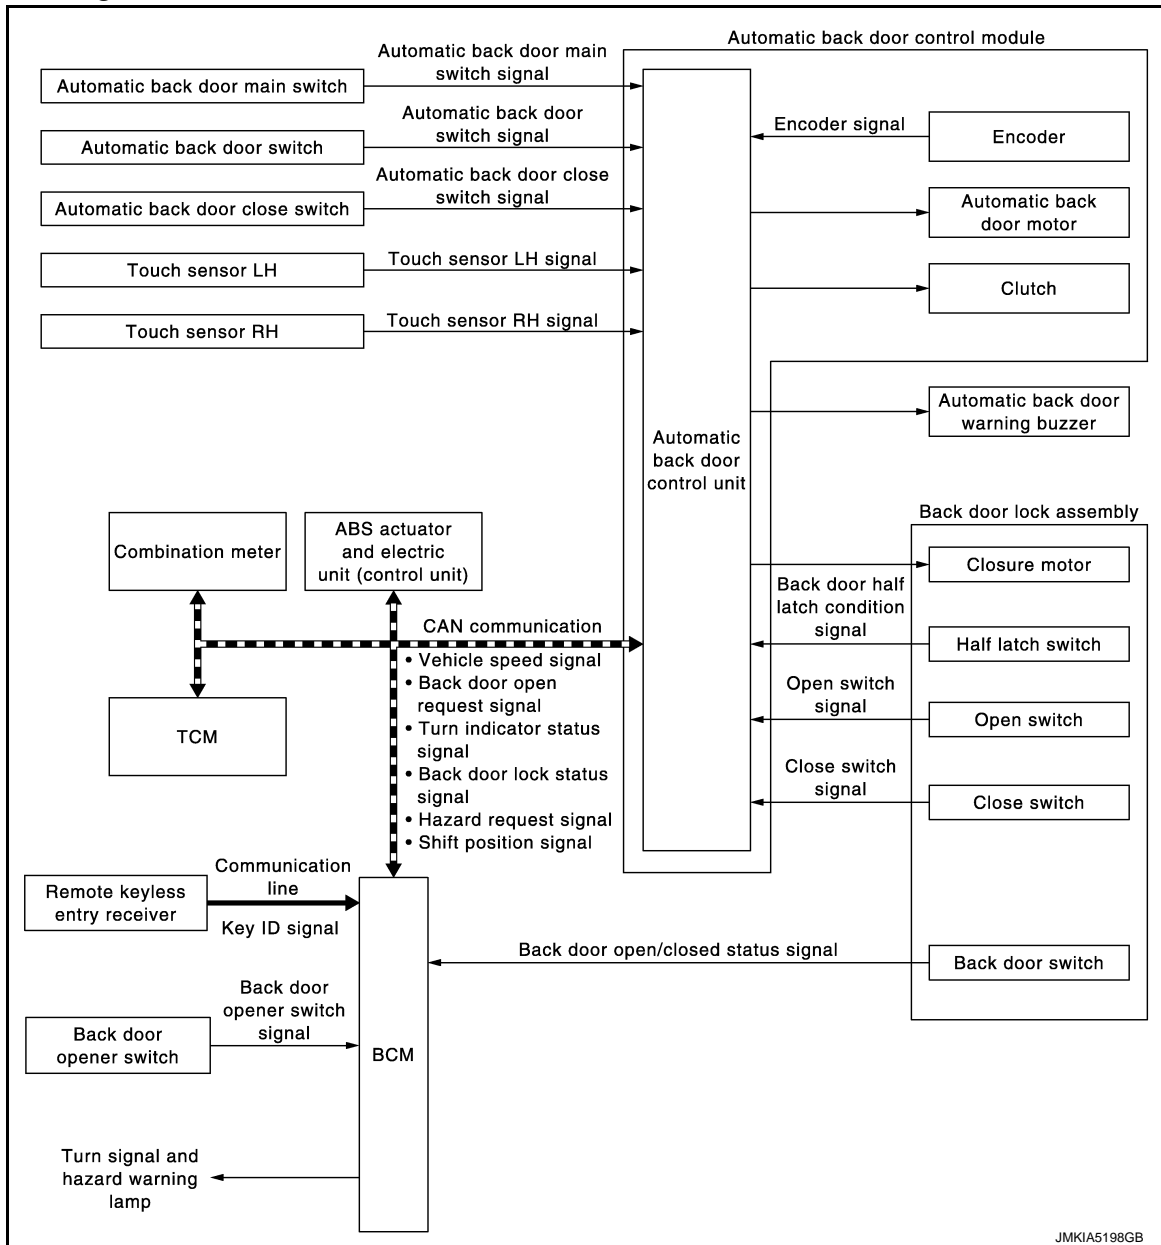 Automatic back door control module
Automatic back door main
switch signal
Automatic back door main switch
Automatic back door
switch signal
Automatic back door switch
Automatic back door close
switch signal
Automatic back door close switch
Touch sensor LH
Touch sensor LH signal
Touch sensor RH
Touch sensor RH signal
Encoder signal
Encoder
Automatic back
door motor
Clutch
Automatic back door
warning buzzer
Automatic
back door
control unit
Back door lock assembly
Closure motor
Back door half
latch condition
signal
Half latch switch
Open switch
signal
Open switch
Close switch
signal
Close switch
Combination meter
ABS actuator
and electric
unit (control unit)
CAN communication
• Vehicle speed signal
• Back door open
request signal
• Turn indicator status
signal
• Back door lock status
signal
• Hazard request signal
• Shift position signal
TCM
Remote keyless
entry receiver
Communication
line
Key ID signal
Back door open/closed status signal
Back door switch
Back door
opener switch
signal
Back door
opener switch
BCM
Turn signal and
hazard warning
lamp
JMKIA5198GB